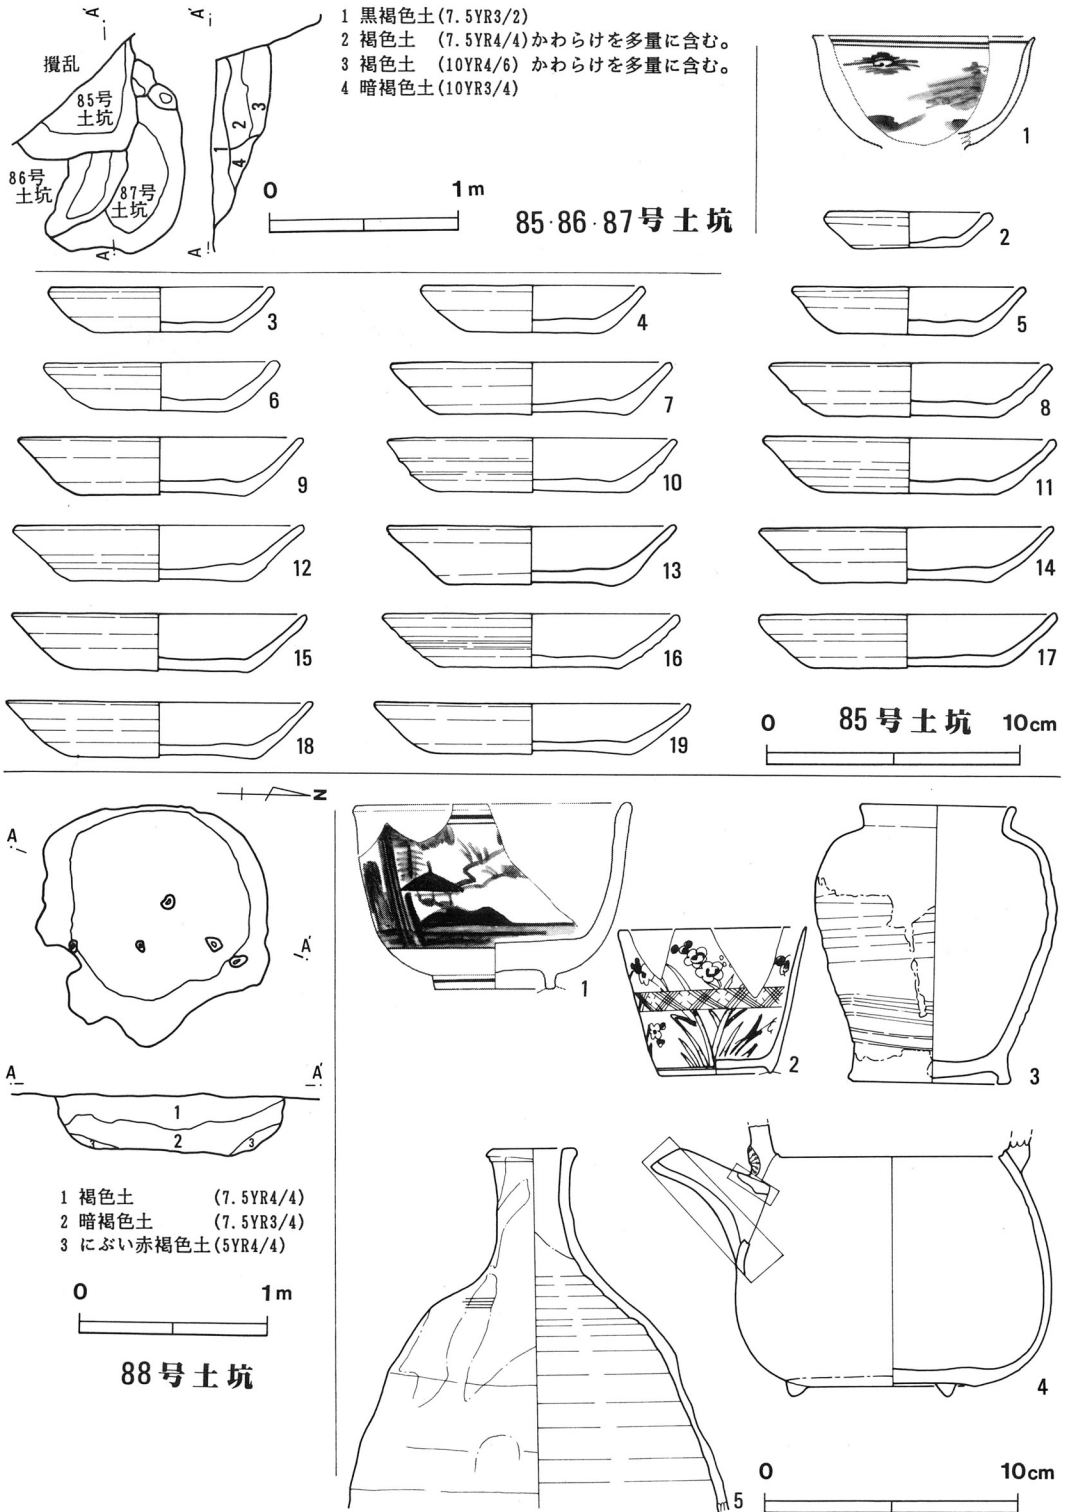 A′
A′
1 黒褐色土(7.5YR3/2)
2 褐色土 (7.5YR4/4)かわらけを多量に含む。
3 褐色土 (10YR4/6) かわらけを多量に含む。
4 暗褐色土(10YR3/4)
攪乱
85号
土坑
86号
土坑
87号
土坑
A
A
1
2
3
4
0 1m
85·86·87号土坑
1
2
3
4
5
6
7
8
9
10
11
12
13
14
15
16
17
18
19
85号土坑
0 10cm
N
A
A′
A A′
1
2
3
3
1 褐色土 (7.5YR4/4)
2 暗褐色土 (7.5YR3/4)
3 にぶい赤褐色土(5YR4/4)
0 1m
88号土坑
1
2
3
4
5
0 10cm